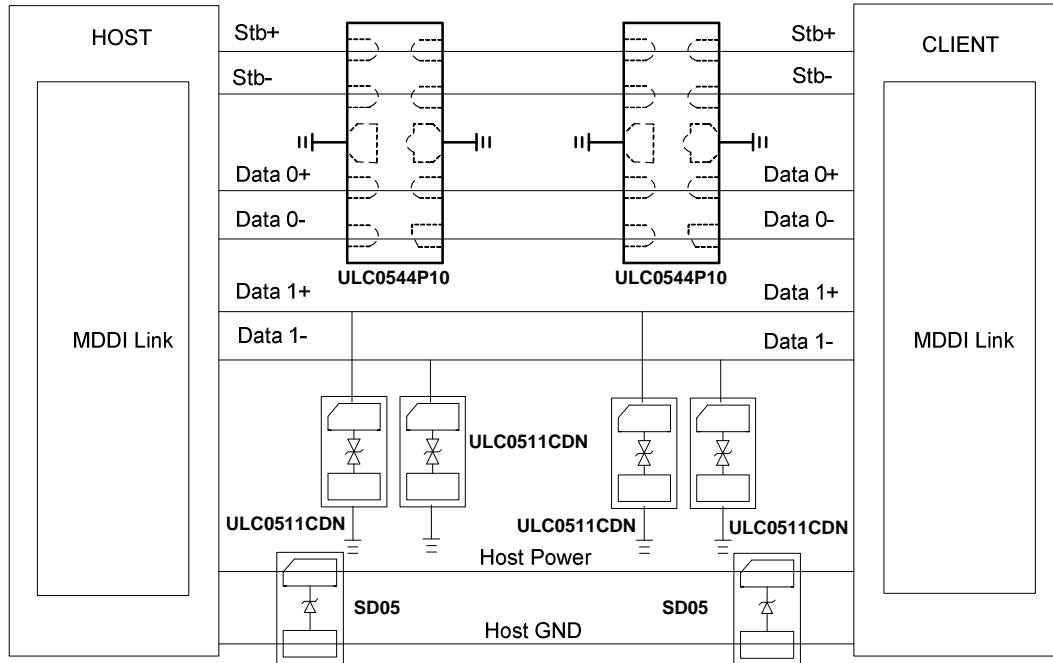 HOST
Stb+
Stb+
CLIENT
Stb-
Stb-
Data 0+
Data 0+
Data 0-
Data 0-
ULC0544P10
ULC0544P10
Data 1+
Data 1+
MDDI Link
Data 1-
Data 1-
MDDI Link
ULC0511CDN
ULC0511CDN
ULC0511CDN
ULC0511CDN
Host Power
SD05
SD05
Host GND